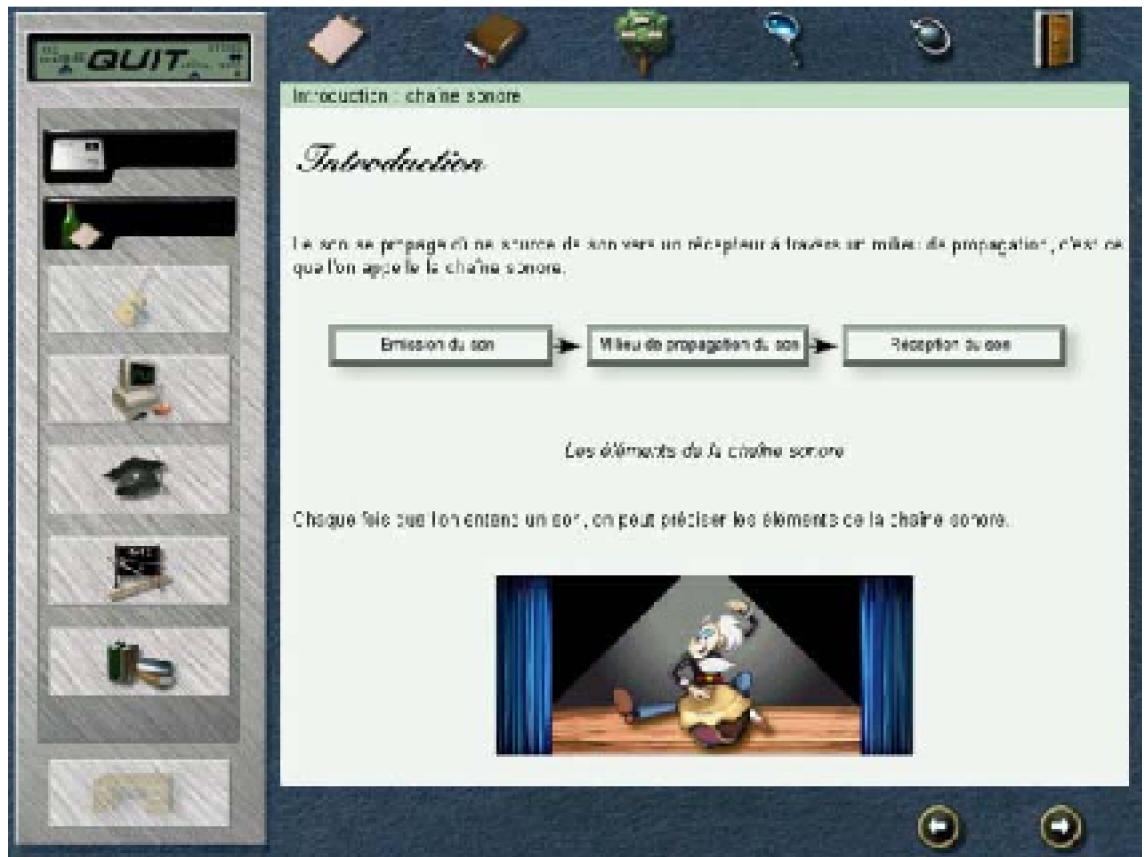 QUIT
Introduction : chaîne sonore
Introduction
Le son se propage d'une source de son vers un récepteur à travers un milieu de propagation, c'est ce
que l'on appelle la chaîne sonore.
Emission du son
Milieu de propagation du son
Réception du son
Les éléments de la chaîne sonore
Chaque fois que l'on entend un son, on peut préciser les éléments de la chaîne sonore.